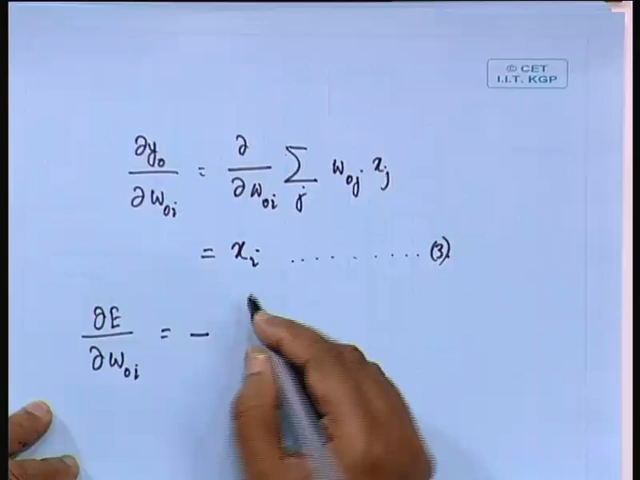 © CET
I.I.T. KGP
∂y₀/∂w₀ᵢ = ∂/∂w₀ᵢ Σⱼ w₀ⱼ xⱼ
= xᵢ .......... (3)
∂E/∂w₀ᵢ = −